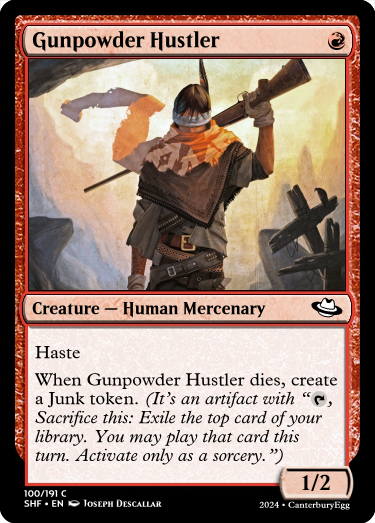 Gunpowder Hustler
Creature — Human Mercenary
Haste
When Gunpowder Hustler dies, create
a Junk token. (It's an artifact with “,
Sacrifice this: Exile the top card of your
library. You may play that card this
turn. Activate only as a sorcery.”)
1/2
100/191 C
SHF • EN Joseph Descallar
2024 • CanterburyEgg